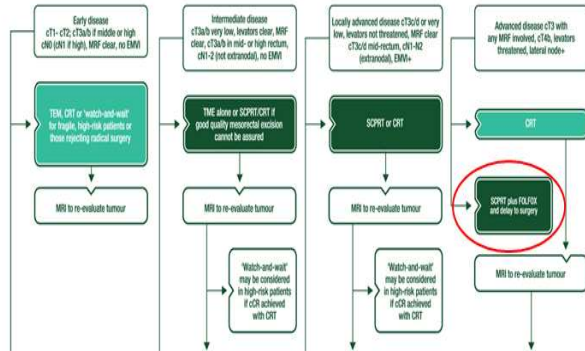 Early disease
cT1- cT2; cT3a/b if middle or high
cN0 (cN1 if high), MRF clear, no EMVI
TEM, CRT or 'watch-and-wait'
for fragile, high-risk patients or
those rejecting radical surgery
MRI to re-evaluate tumour
Intermediate disease
cT3a/b very low, levators clear, MRF
clear, cT3a/b in mid- or high rectum,
cN1-2 (not extranodal), no EMVI
TME alone or SCPRT/CRT if
good quality mesorectal excision
cannot be assured
MRI to re-evaluate tumour
'Watch-and-wait'
may be considered
in high-risk patients
if cCR achieved
with CRT
Locally advanced disease cT3c/d or very
low, levators not threatened, MRF clear
cT3c/d mid-rectum, cN1-N2
(extranodal), EMVI+
SCPRT or CRT
MRI to re-evaluate tumour
'Watch-and-wait'
may be considered
in high-risk patients
if cCR achieved
with CRT
Advanced disease cT3 with
any MRF involved, cT4b, levators
threatened, lateral node+
CRT
SCPRT plus FOLFOX
and delay to surgery
MRI to re-evaluate tumour